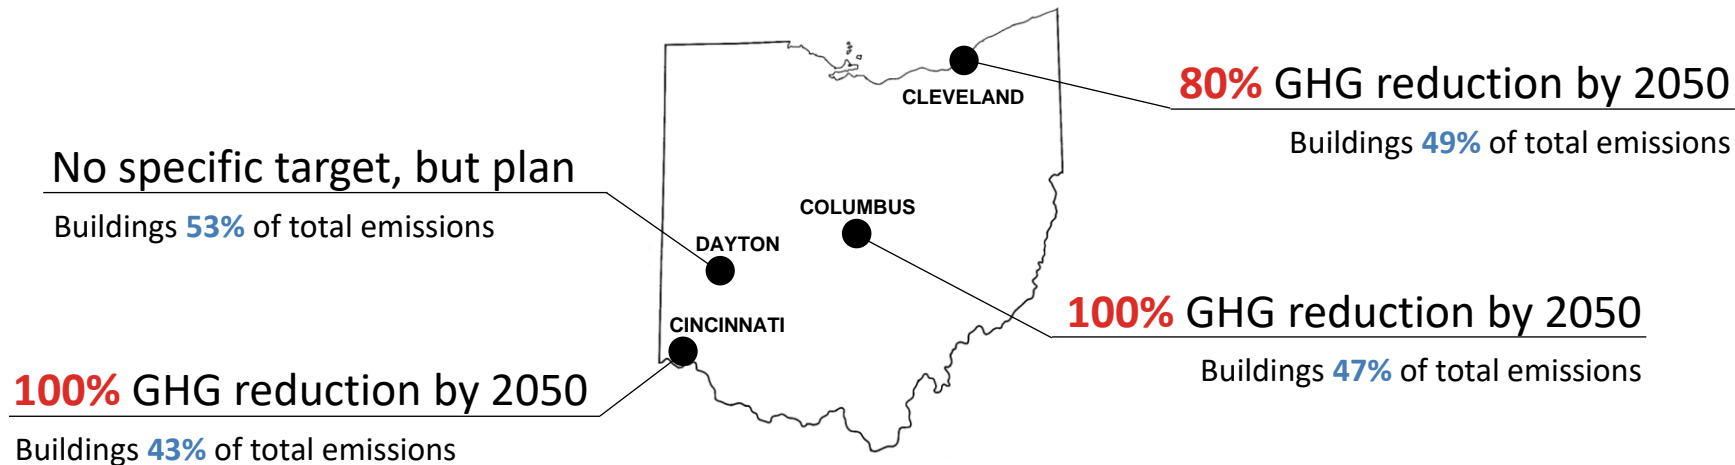 CLEVELAND
80% GHG reduction by 2050
Buildings 49% of total emissions
No specific target, but plan
Buildings 53% of total emissions
COLUMBUS
DAYTON
100% GHG reduction by 2050
Buildings 47% of total emissions
CINCINNATI
100% GHG reduction by 2050
Buildings 43% of total emissions